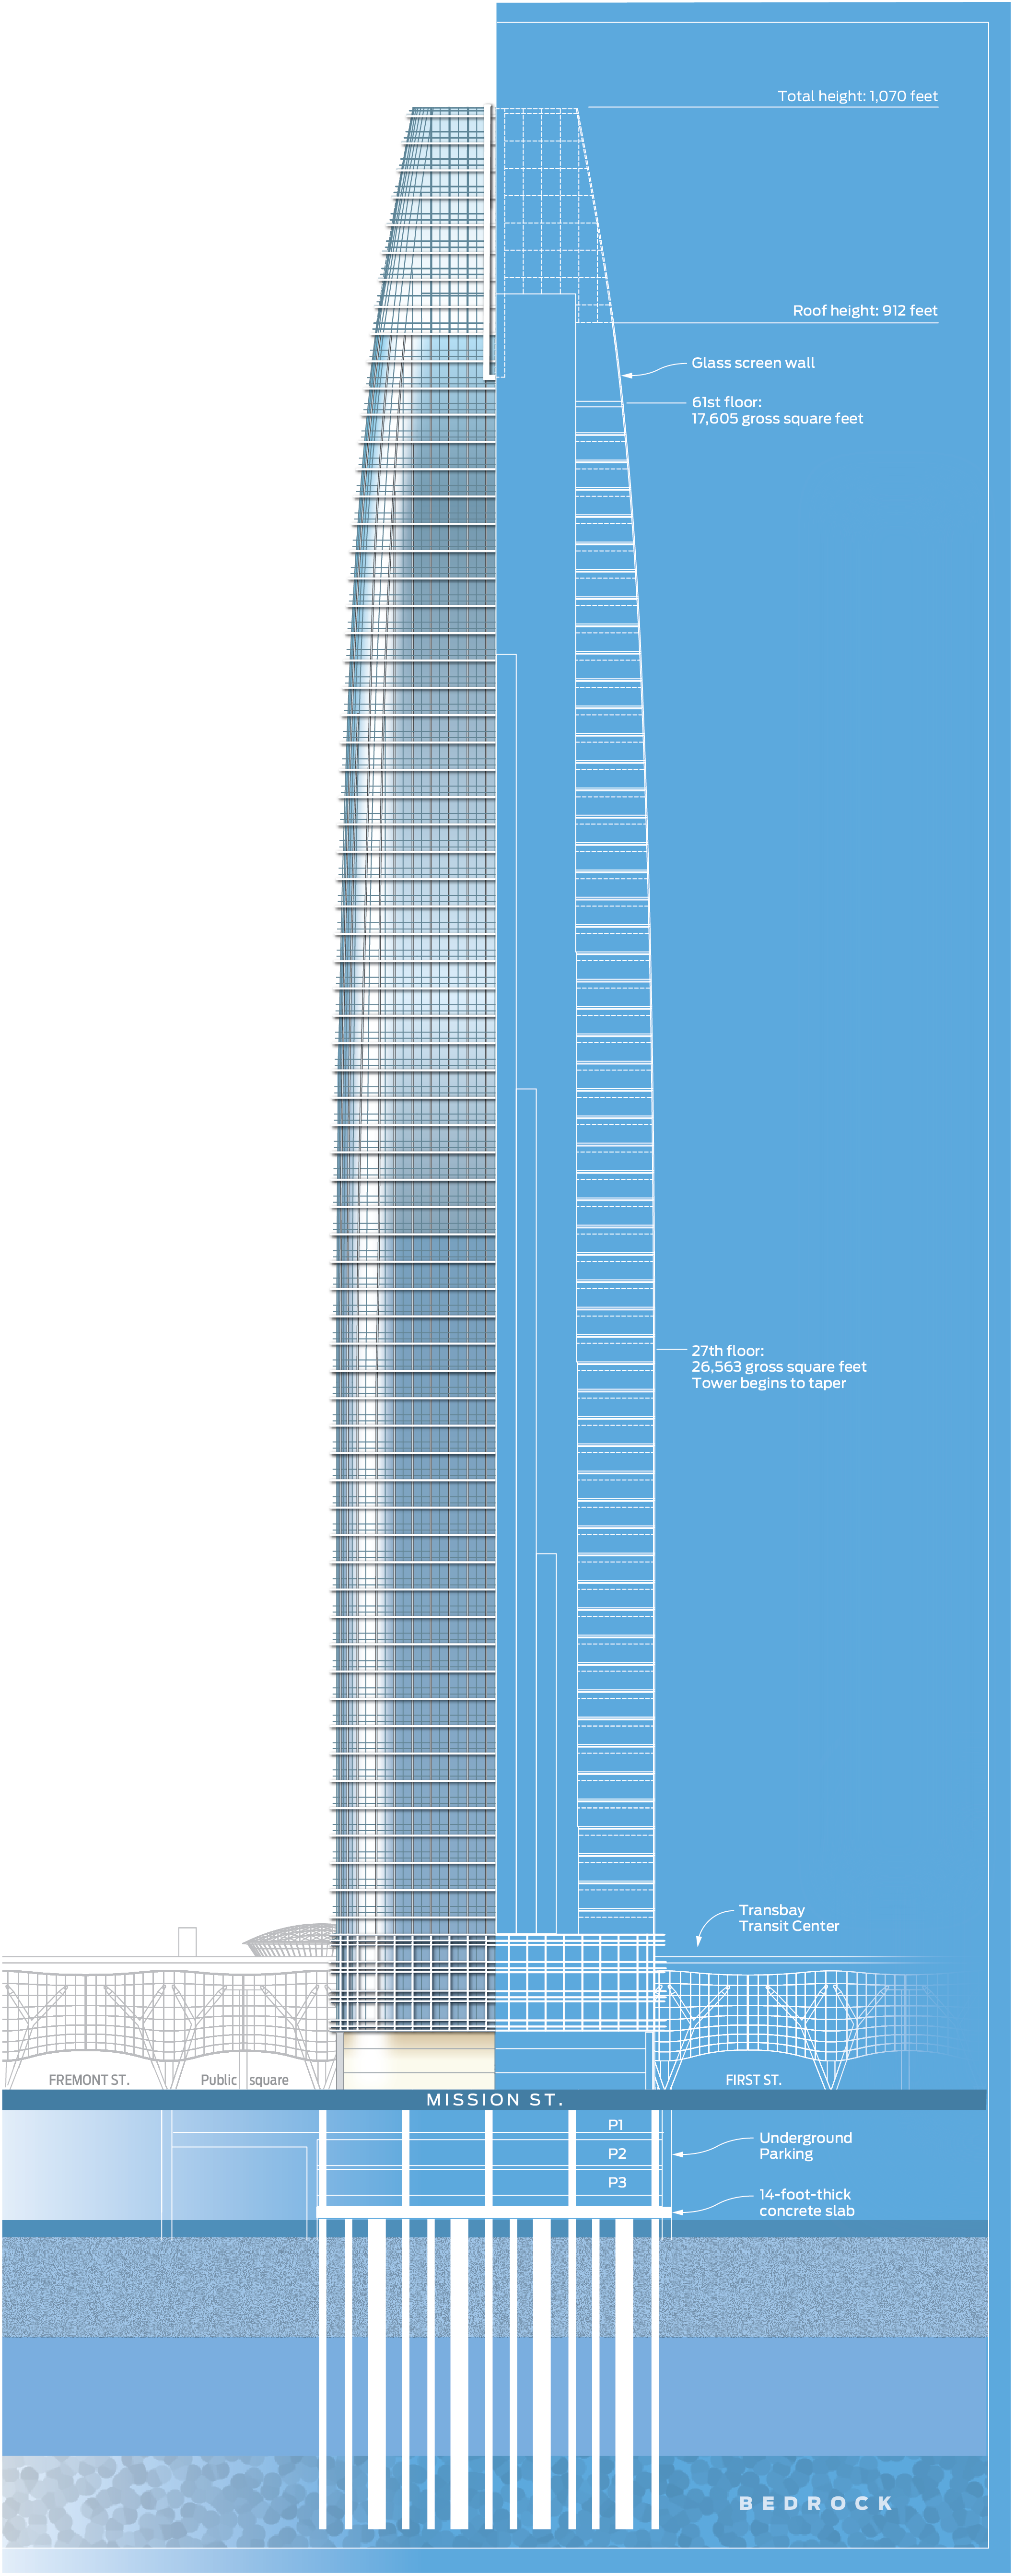 Total height: 1,070 feet
Roof height: 912 feet
Glass screen wall
61st floor:
17,605 gross square feet
27th floor:
26,563 gross square feet
Tower begins to taper
Transbay
Transit Center
FREMONT ST.
Public square
FIRST ST.
MISSION ST.
P1
P2
P3
Underground
Parking
14-foot-thick
concrete slab
BEDROCK